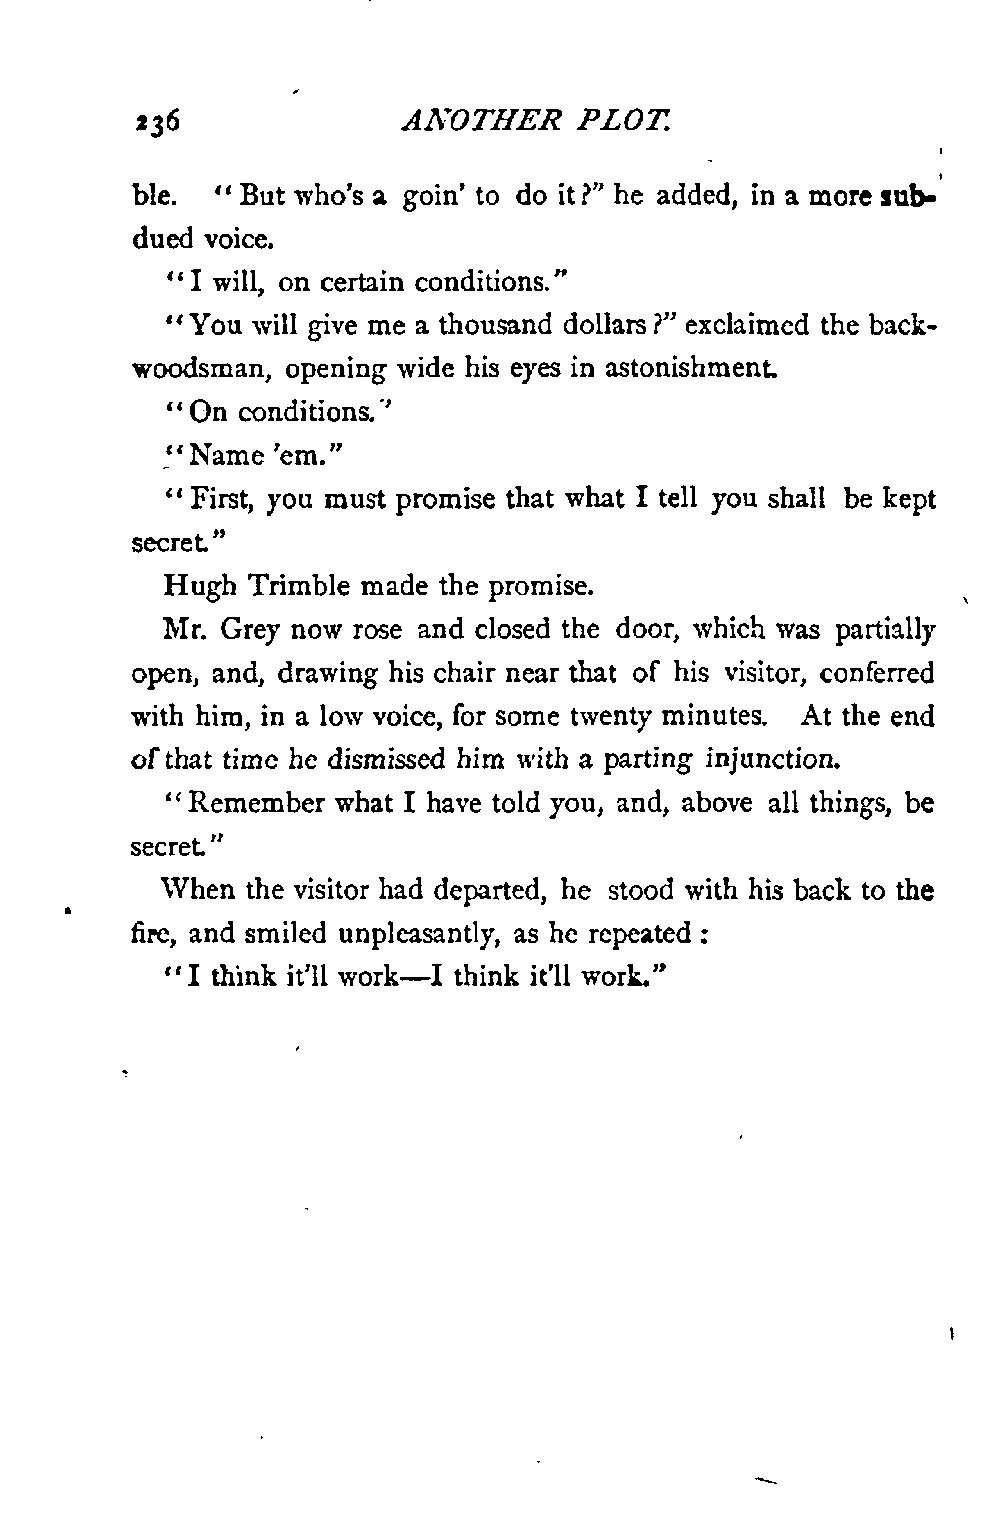 236 ANOTHER PLOT.
ble. "But who's a goin' to do it?" he added, in a more sub-
dued voice.
"I will, on certain conditions."
"You will give me a thousand dollars?" exclaimed the back-
woodsman, opening wide his eyes in astonishment.
"On conditions."
"Name 'em."
"First, you must promise that what I tell you shall be kept
secret."
Hugh Trimble made the promise.
Mr. Grey now rose and closed the door, which was partially
open, and, drawing his chair near that of his visitor, conferred
with him, in a low voice, for some twenty minutes. At the end
of that time he dismissed him with a parting injunction.
"Remember what I have told you, and, above all things, be
secret."
When the visitor had departed, he stood with his back to the
fire, and smiled unpleasantly, as he repeated:
"I think it'll work—I think it'll work."